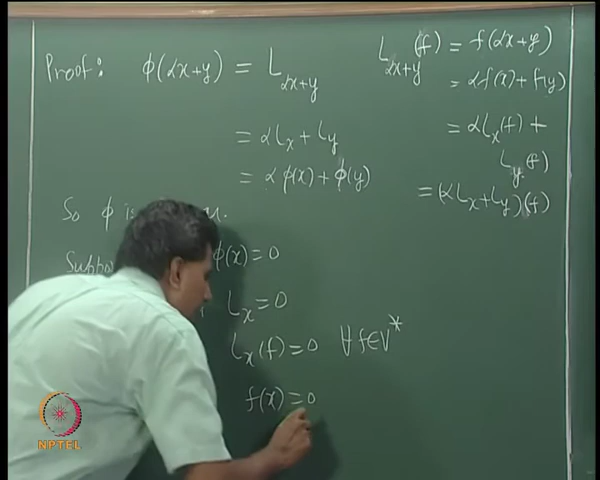 Proof: ϕ(αx+y) = L_{αx+y}
= αL_x + L_y
= αϕ(x) + ϕ(y)
So ϕ is
ϕ(x) = 0
L_x = 0
L_x(f) = 0 ∀ f∈V*
f(x) = 0
L_{αx+y}(f) = f(αx+y)
= αf(x) + f(y)
= αL_x(f) +
L_y(f)
= (αL_x+L_y)(f)
NPTEL